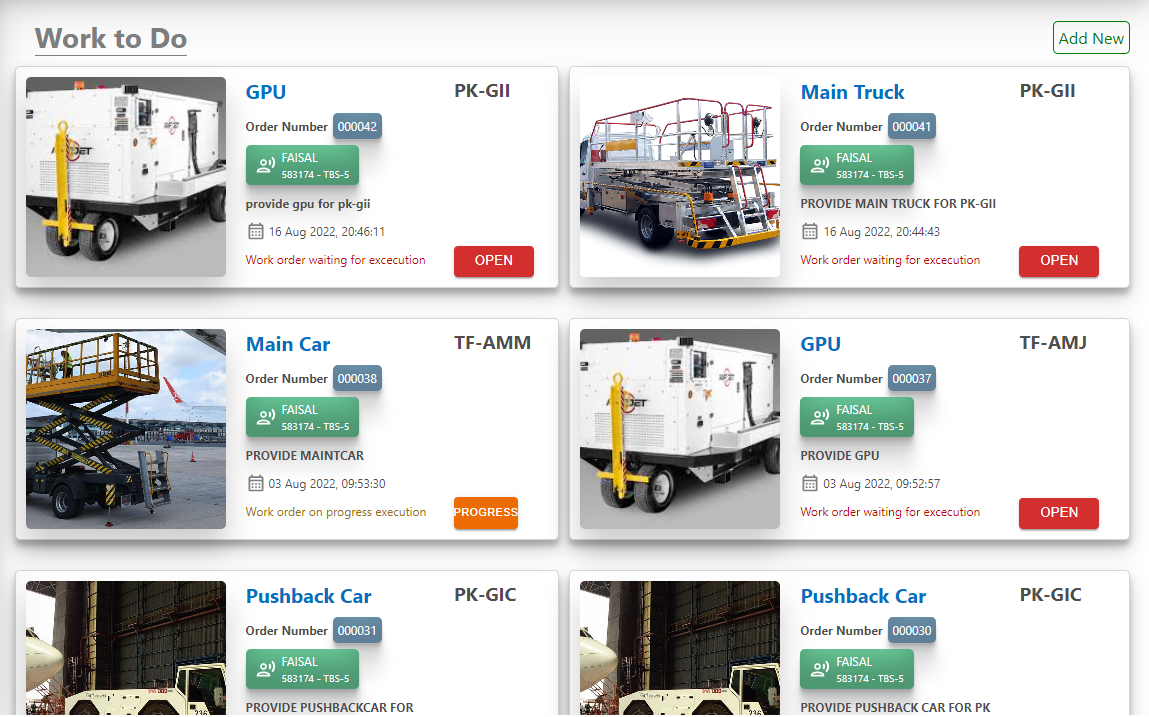 Work to Do
Add New
GPU
PK-GII
Order Number 000042
FAISAL
583174 - TBS-5
provide gpu for pk-gii
16 Aug 2022, 20:46:11
Work order waiting for excecution
OPEN
Main Truck
PK-GII
Order Number 000041
FAISAL
583174 - TBS-5
PROVIDE MAIN TRUCK FOR PK-GII
16 Aug 2022, 20:44:43
Work order waiting for excecution
OPEN
Main Car
TF-AMM
Order Number 000038
FAISAL
583174 - TBS-5
PROVIDE MAINTCAR
03 Aug 2022, 09:53:30
Work order on progress execution
PROGRESS
GPU
TF-AMJ
Order Number 000037
FAISAL
583174 - TBS-5
PROVIDE GPU
03 Aug 2022, 09:52:57
Work order waiting for excecution
OPEN
Pushback Car
PK-GIC
Order Number 000031
FAISAL
583174 - TBS-5
PROVIDE PUSHBACKCAR FOR
236
Pushback Car
PK-GIC
Order Number 000030
FAISAL
583174 - TBS-5
PROVIDE PUSHBACK CAR FOR PK
236